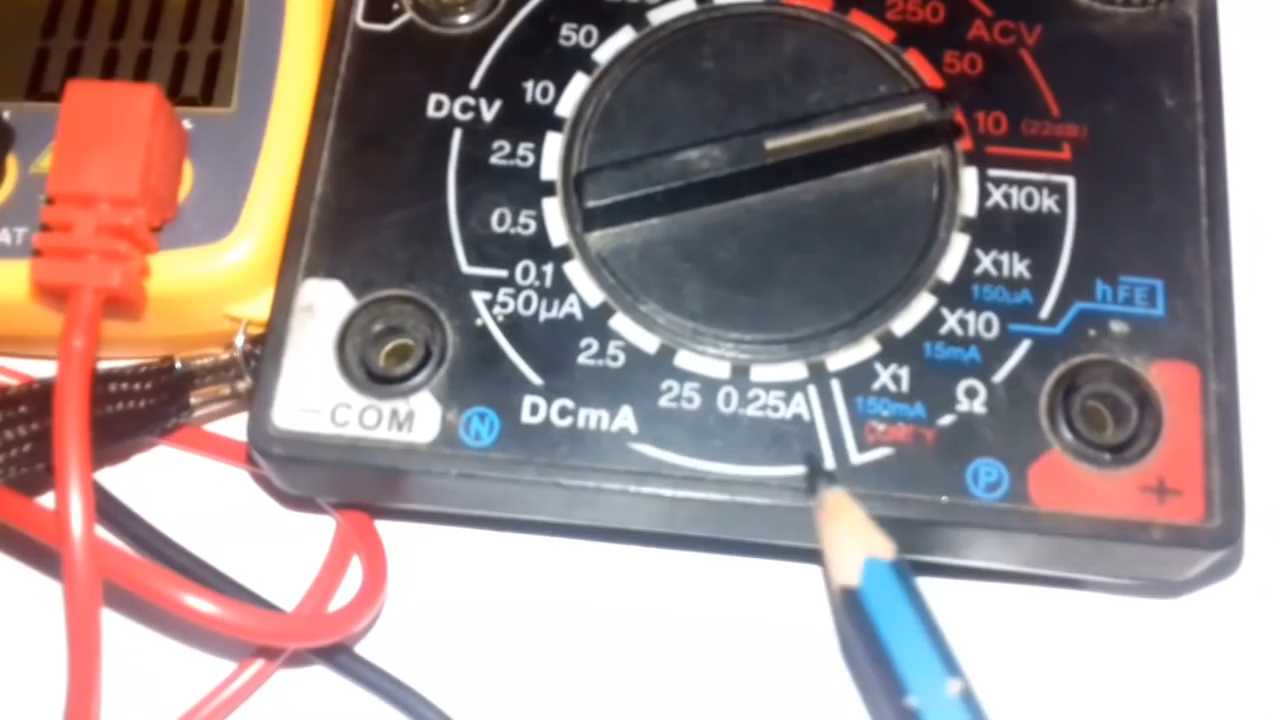 250
ACV
50
50
10
DCV
10 (22dB)
2.5
X10k
0.5
X1k
0.1
150µA
hFE
50µA
X10
15mA
2.5
X1
25
0.25A
150mA
Ω
DCmA
− COM
N
P
+